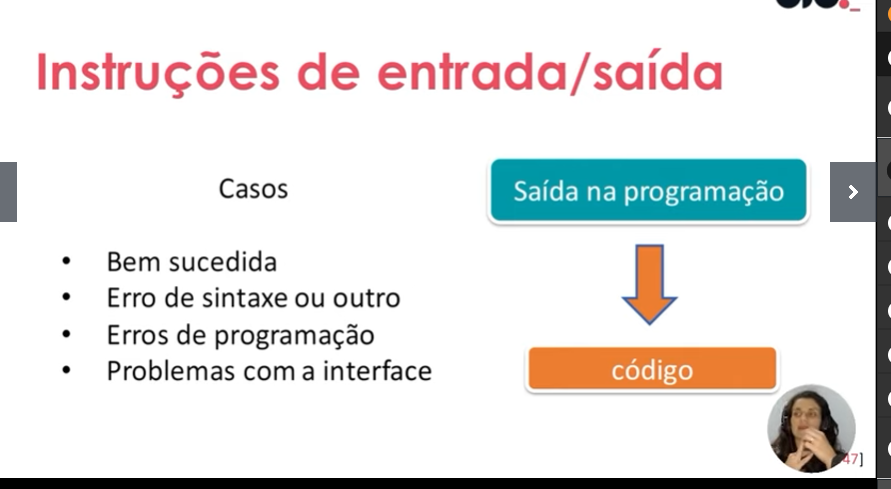 Instruções de entrada/saída
Casos
Saída na programação
• Bem sucedida
• Erro de sintaxe ou outro
• Erros de programação
• Problemas com a interface
código
47]